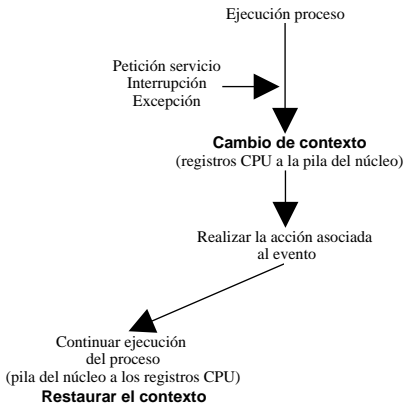 Ejecución proceso
Petición servicio
Interrupción
Excepción
Cambio de contexto
(registros CPU a la pila del núcleo)
Realizar la acción asociada
al evento
Continuar ejecución
del proceso
(pila del núcleo a los registros CPU)
Restaurar el contexto